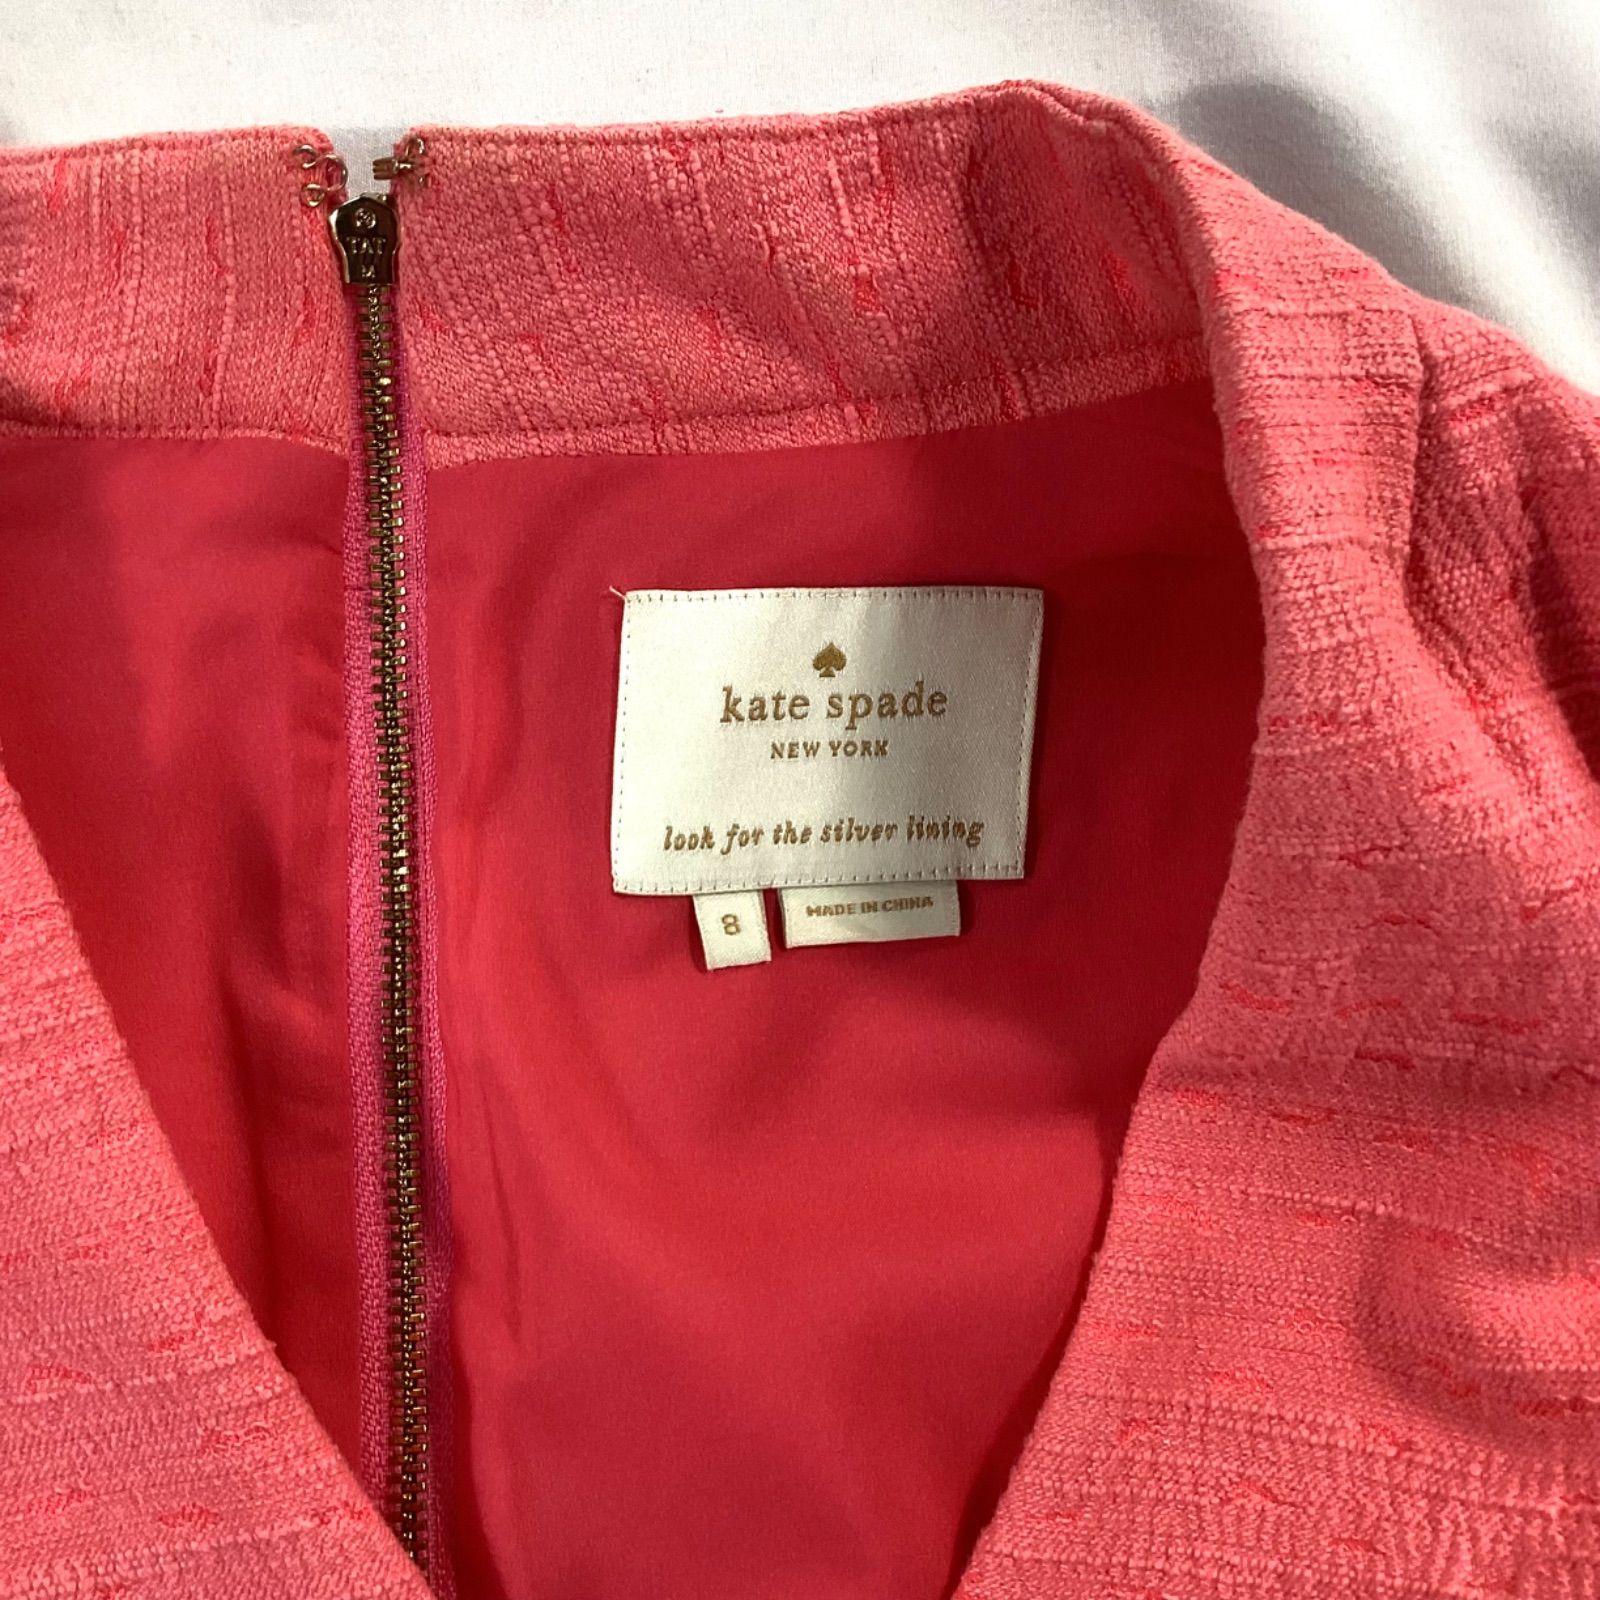 kate spade
NEW YORK
look for the silver lining
8
MADE IN CHINA